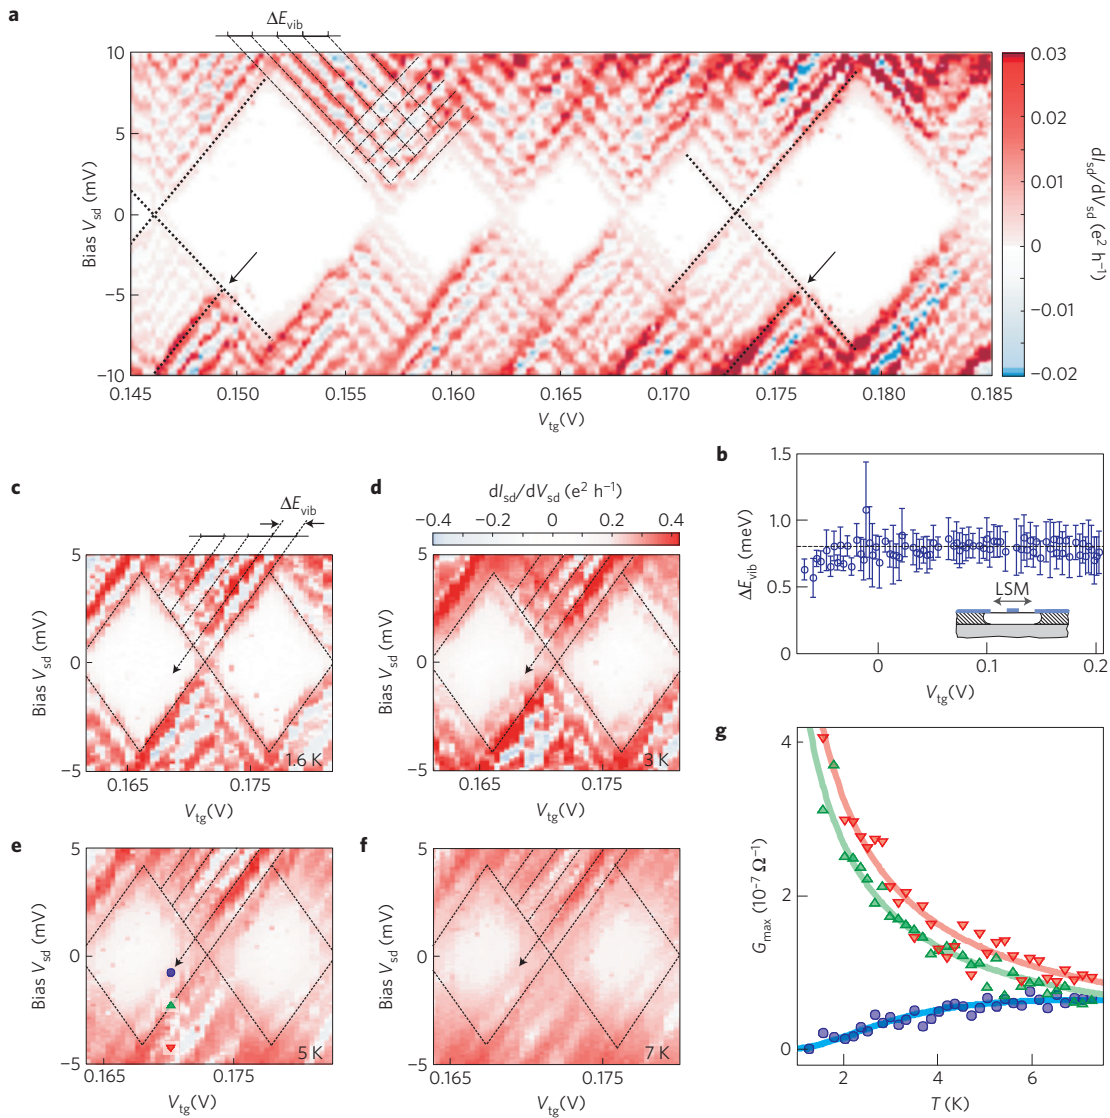 a
ΔE_vib
10
5
0
−5
−10
Bias V_sd (mV)
0.145
0.150
0.155
0.160
0.165
0.170
0.175
0.180
0.185
V_tg(V)
0.03
0.02
0.01
0
−0.01
−0.02
dI_sd/dV_sd (e² h⁻¹)
b
1.5
1.0
0.5
0
ΔE_vib (meV)
LSM
0
0.1
0.2
V_tg(V)
c
ΔE_vib
5
0
−5
Bias V_sd (mV)
1.6 K
0.165
0.175
V_tg(V)
d
dI_sd/dV_sd (e² h⁻¹)
−0.4
−0.2
0
0.2
0.4
5
0
−5
Bias V_sd (mV)
3 K
0.165
0.175
V_tg(V)
e
5
0
−5
Bias V_sd (mV)
5 K
0.165
0.175
V_tg(V)
f
5
0
−5
Bias V_sd (mV)
7 K
0.165
0.175
V_tg(V)
g
4
2
0
G_max (10⁻⁷ Ω⁻¹)
2
4
6
T (K)